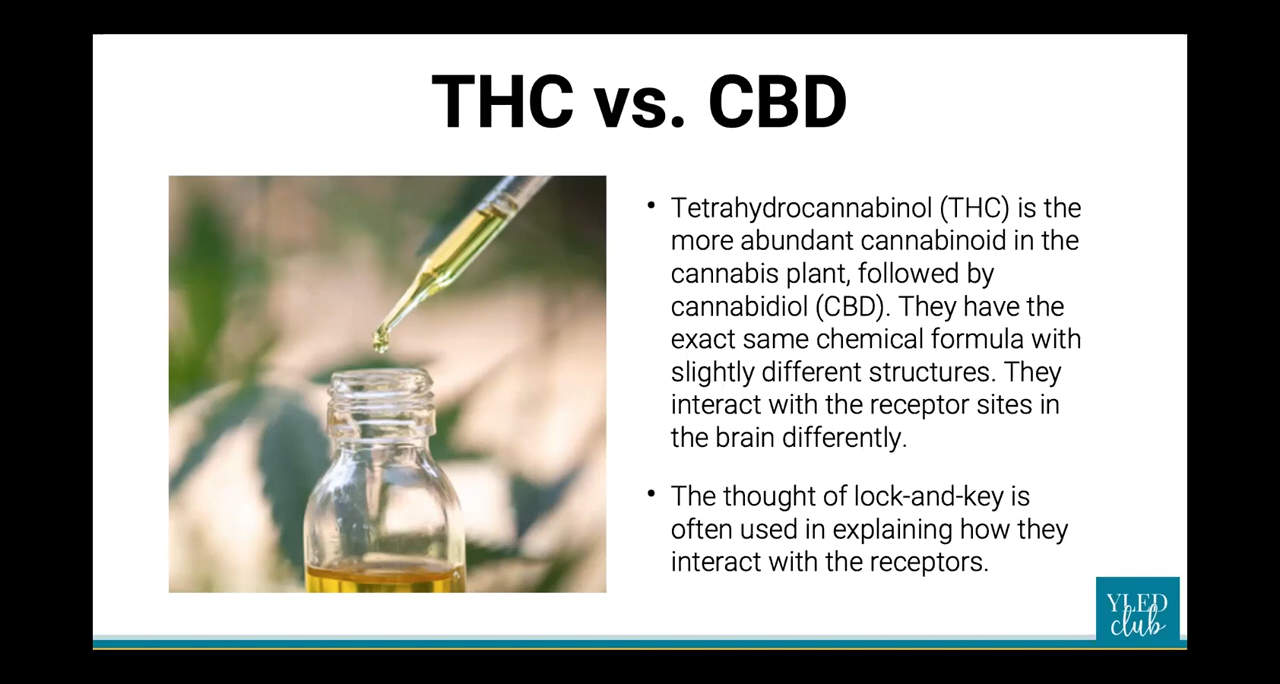 THC vs. CBD
• Tetrahydrocannabinol (THC) is the
more abundant cannabinoid in the
cannabis plant, followed by
cannabidiol (CBD). They have the
exact same chemical formula with
slightly different structures. They
interact with the receptor sites in
the brain differently.
• The thought of lock-and-key is
often used in explaining how they
interact with the receptors.
YLED
club